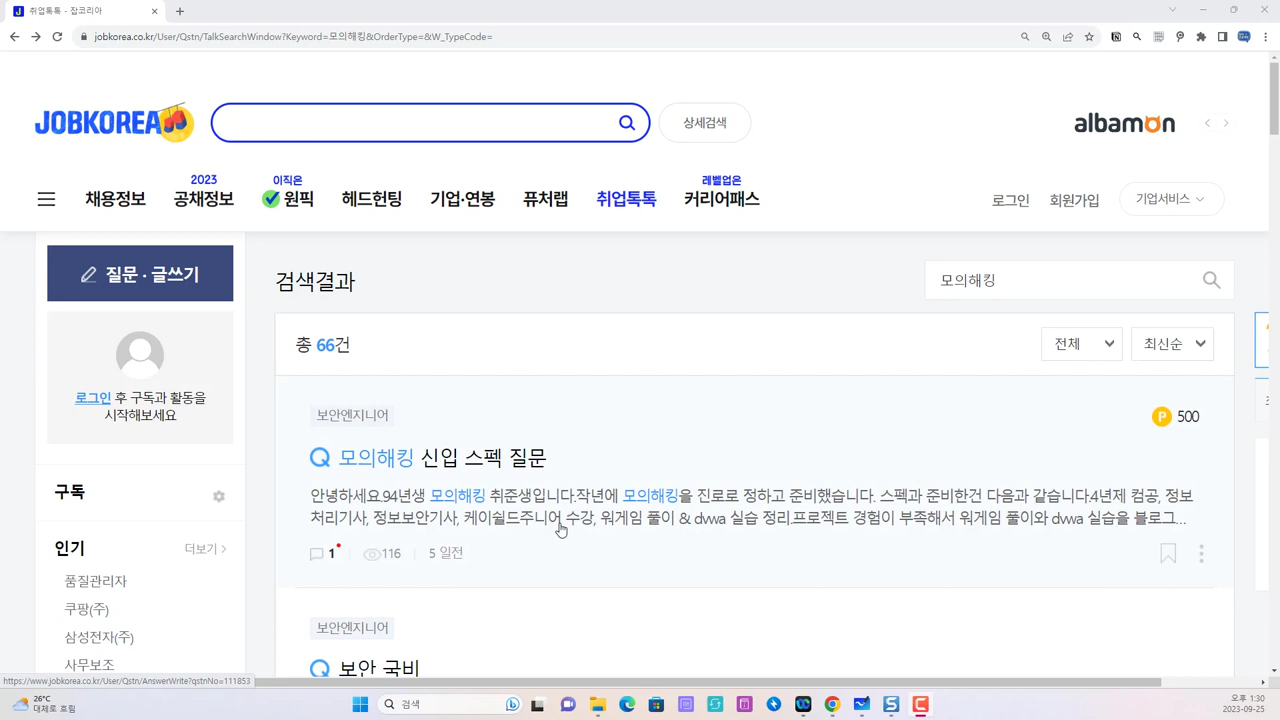 취업톡톡 - 잡코리아
jobkorea.co.kr/User/Qstn/TalkSearchWindow?Keyword=모의해킹&OrderType=&W_TypeCode=
JOBKOREA
상세검색
albamon
채용정보
2023
공채정보
이직은
원픽
헤드헌팅
기업·연봉
퓨처랩
취업톡톡
레벨업은
커리어패스
로그인
회원가입
기업서비스
질문 · 글쓰기
로그인 후 구독과 활동을
시작해보세요
구독
인기
더보기
품질관리자
쿠팡(주)
삼성전자(주)
사무보조
검색결과
모의해킹
총 66건
전체
최신순
보안엔지니어
P 500
Q 모의해킹 신입 스펙 질문
안녕하세요.94년생 모의해킹 취준생입니다.작년에 모의해킹을 진로로 정하고 준비했습니다. 스펙과 준비한건 다음과 같습니다.4년제 컴공, 정보
처리기사, 정보보안기사, 케이쉴드주니어 수강, 워게임 풀이 & dvwa 실습 정리.프로젝트 경험이 부족해서 워게임 풀이와 dvwa 실습을 블로그...
1
116
5 일전
보안엔지니어
Q 보안 국비
https://www.jobkorea.co.kr/User/Qstn/AnswerWrite?qstnNo=111853
26°C
대체로 흐림
검색
오후 1:30
2023-09-25